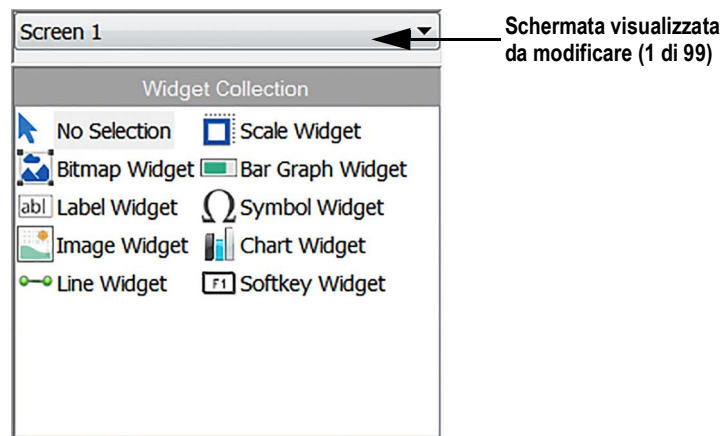 Screen 1
Schermata visualizzata
da modificare (1 di 99)
Widget Collection
No Selection
Scale Widget
Bitmap Widget
Bar Graph Widget
abl
Label Widget
Symbol Widget
Image Widget
Chart Widget
Line Widget
F1
Softkey Widget